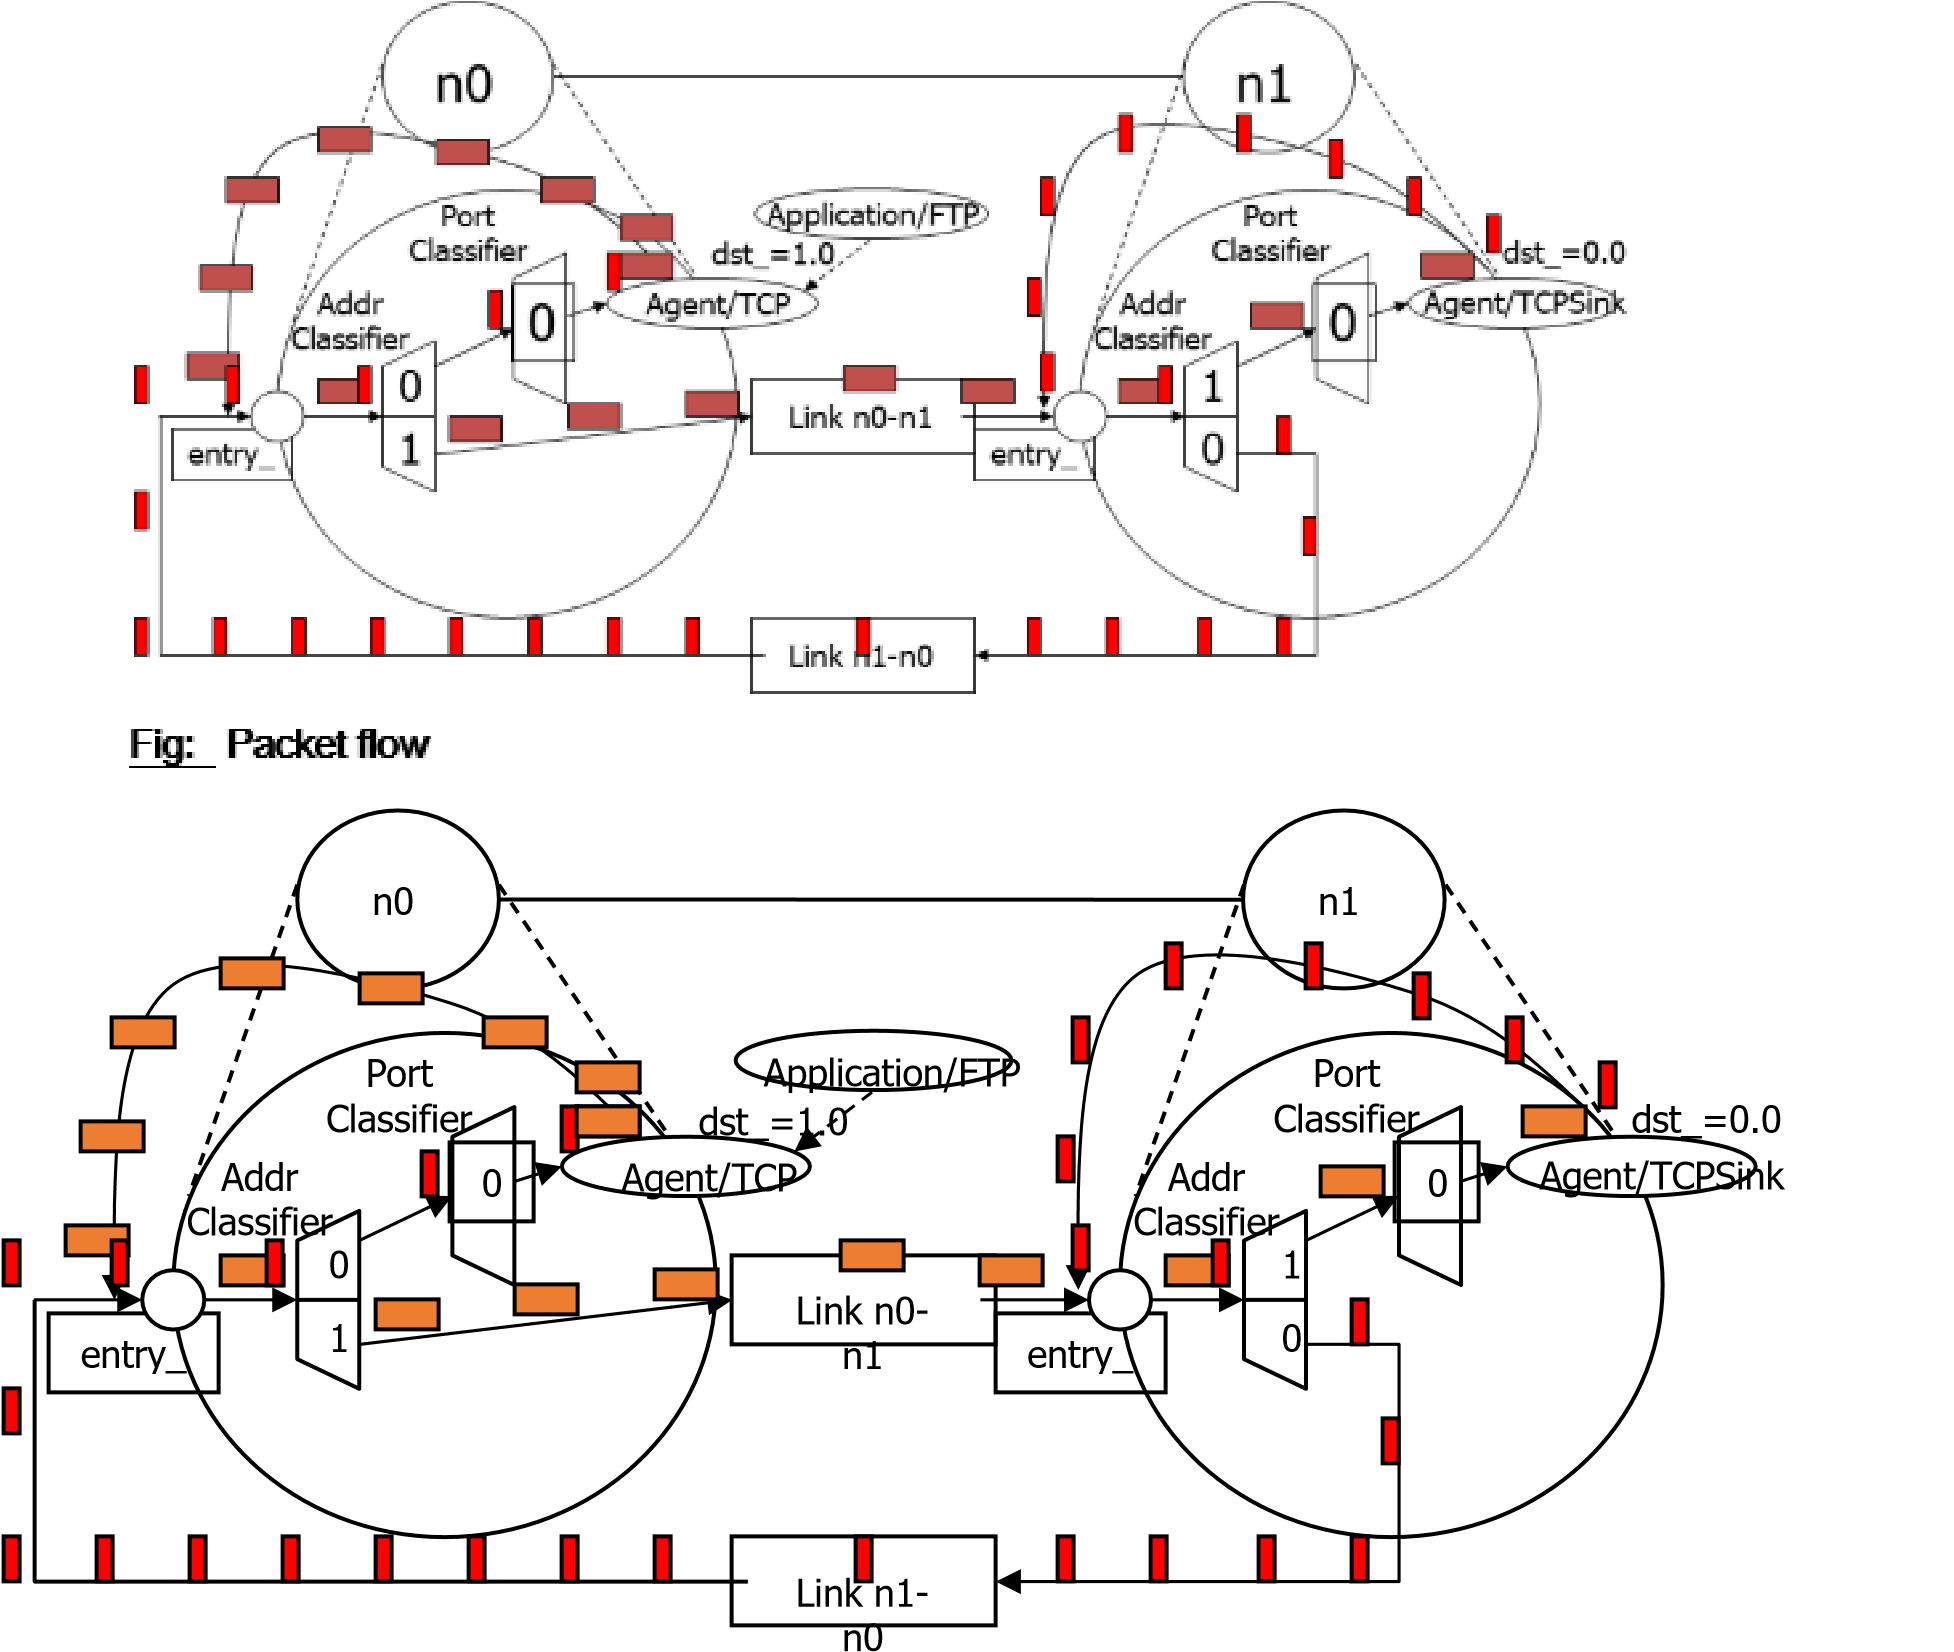 n0
n1
Port
Classifier
Application/FTP
dst_=1.0
Addr
Classifier
0
Agent/TCP
0
1
entry_
Link n0-n1
Port
Classifier
dst_=0.0
Addr
Classifier
0
Agent/TCPSink
1
0
entry_
Link n1-n0
Fig: Packet flow
n0
n1
Port
Classifier
Application/FTP
dst_=1.0
Addr
Classifier
0
Agent/TCP
0
1
entry_
Link n0-
n1
Port
Classifier
dst_=0.0
Addr
Classifier
0
Agent/TCPSink
1
0
entry_
Link n1-
n0